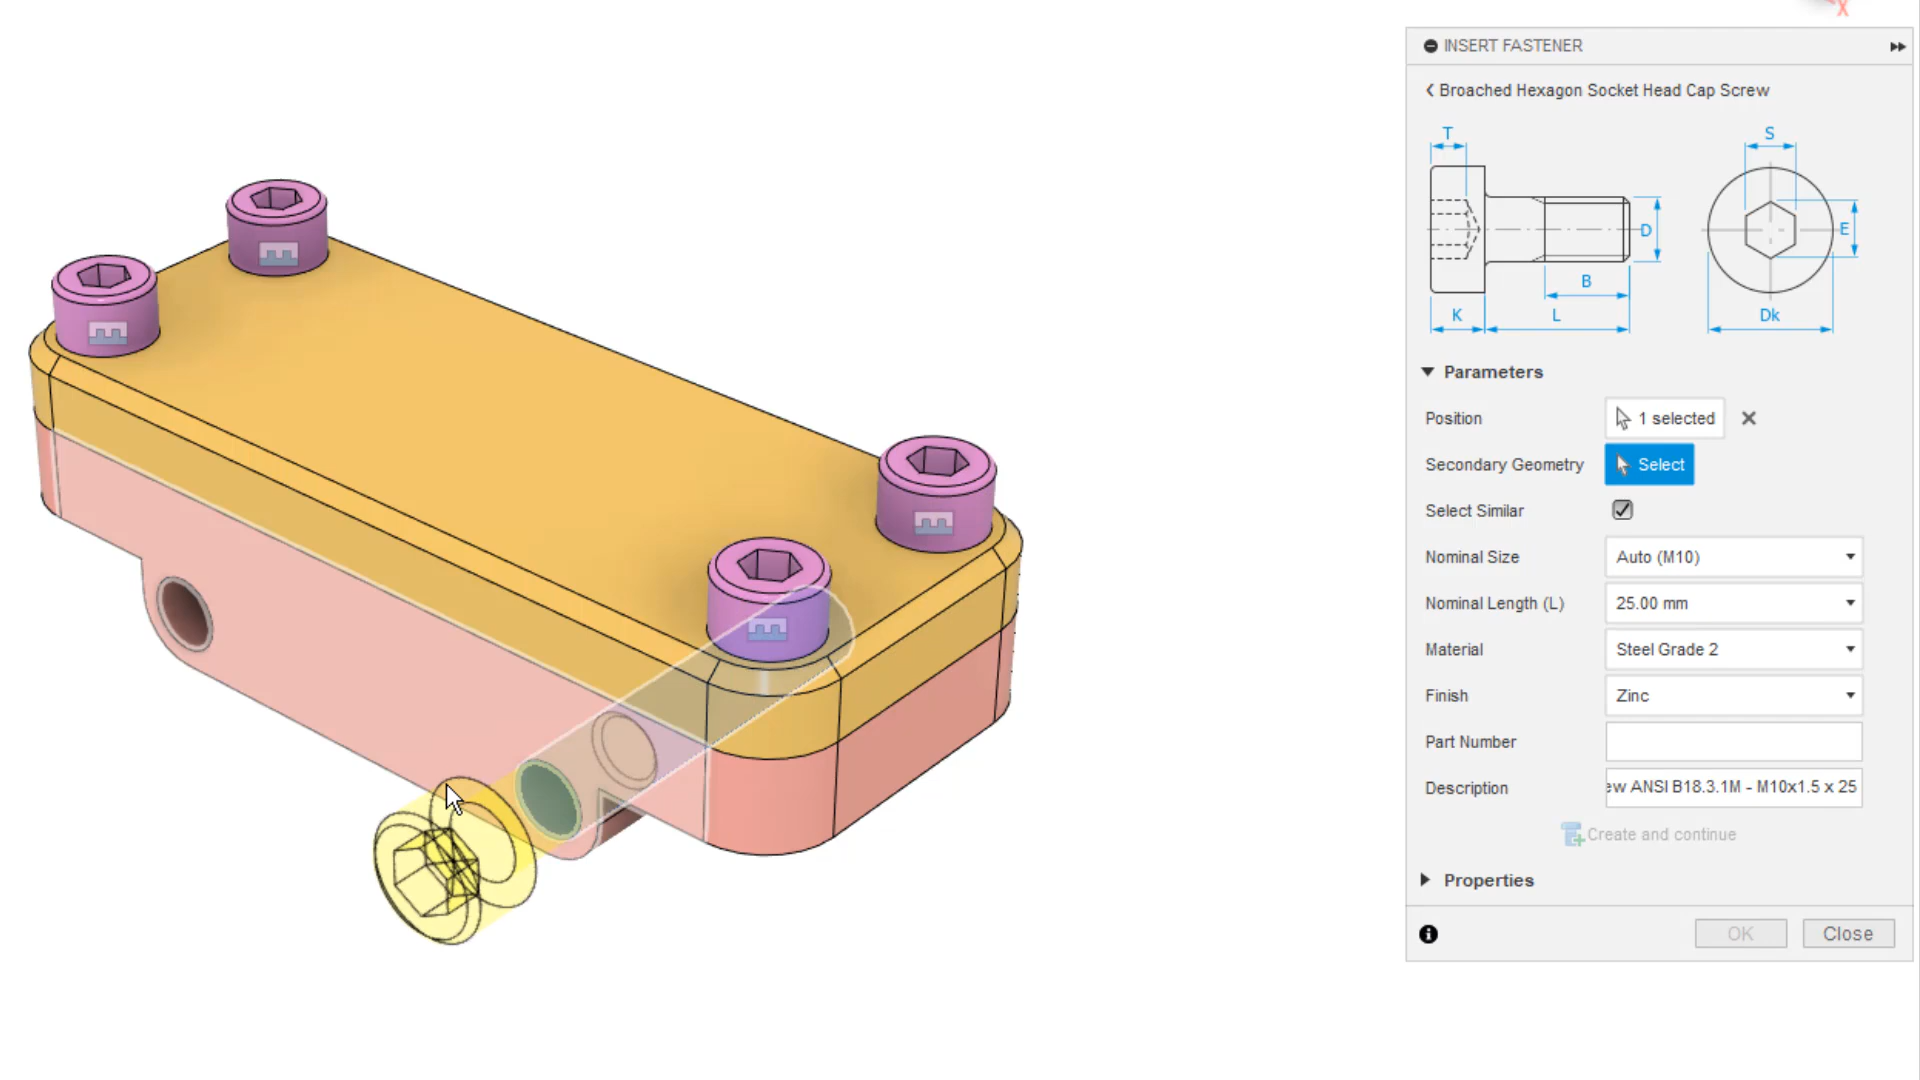 X
INSERT FASTENER
Broached Hexagon Socket Head Cap Screw
T
S
D
E
B
K
L
Dk
Parameters
Position 1 selected
Secondary Geometry Select
Select Similar
Nominal Size Auto (M10)
Nominal Length (L) 25.00 mm
Material Steel Grade 2
Finish Zinc
Part Number
Description ew ANSI B18.3.1M - M10x1.5 x 25
Create and continue
Properties
OK Close